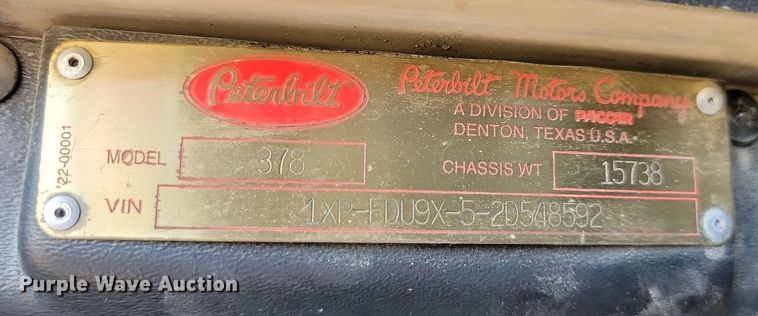 Peterbilt
Peterbilt Motors Company
A DIVISION OF PACCAR
DENTON, TEXAS U.S.A.
22-00001
MODEL 378 CHASSIS WT 15738
VIN 1XP-FDU9X-5-2D548592
Purple Wave Auction